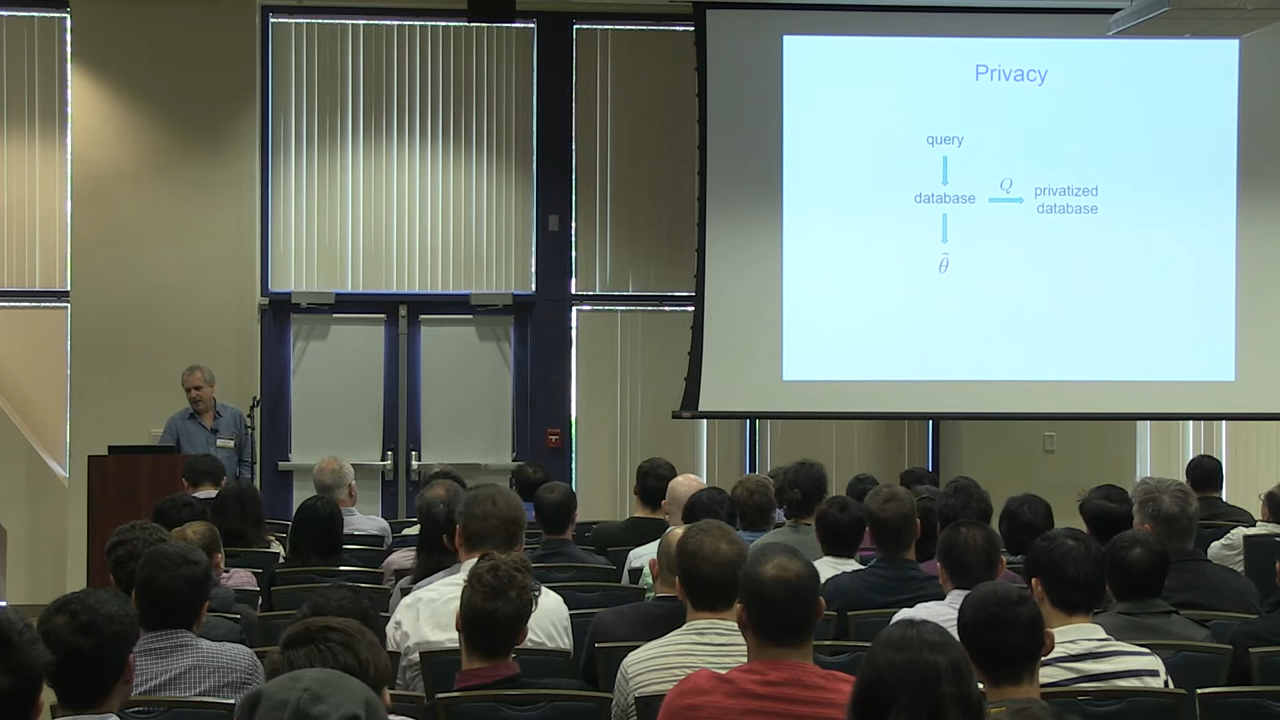 Privacy
query
database
Q
privatized
database
θ̃